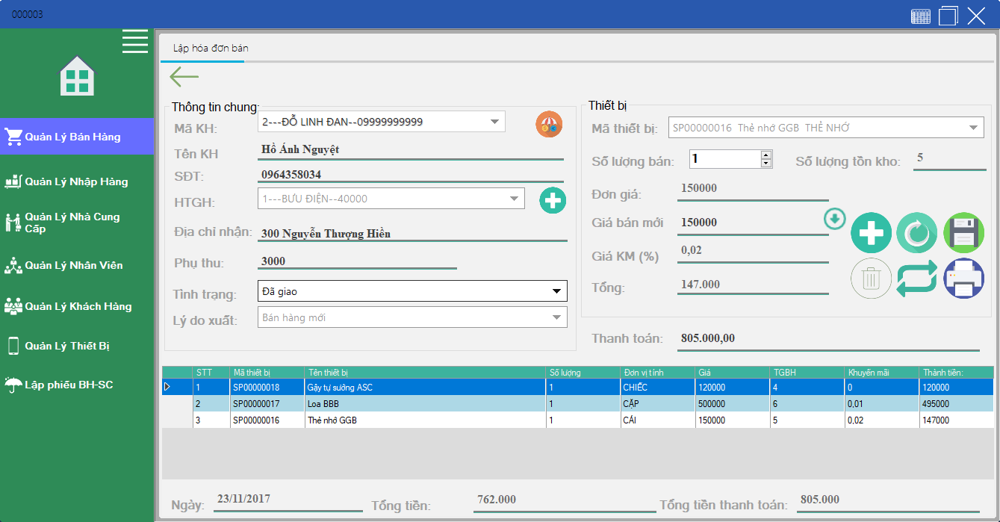 000003
Quản Lý Bán Hàng
Quản Lý Nhập Hàng
Quản Lý Nhà Cung
Cấp
Quản Lý Nhân Viên
Quản Lý Khách Hàng
Quản Lý Thiết Bị
Lập phiếu BH-SC
Lập hóa đơn bán
Thông tin chung:
Mã KH: 2---ĐỖ LINH ĐAN--09999999999
Tên KH Hồ Ánh Nguyệt
SĐT: 0964358034
HTGH: 1---BƯU ĐIỆN--40000
Địa chỉ nhận: 300 Nguyễn Thượng Hiền
Phụ thu: 3000
Tình trạng: Đã giao
Lý do xuất: Bán hàng mới
Thiết bị
Mã thiết bị: SP00000016 Thẻ nhớ GGB THẺ NHỚ
Số lượng bán: 1 Số lượng tồn kho: 5
Đơn giá: 150000
Giá bán mới 150000
Giá KM (%) 0,02
Tổng: 147.000
Thanh toán: 805.000,00
STT Mã thiết bị Tên thiết bị Số lượng Đơn vị tính Giá TGBH Khuyến mãi Thành tiền:
1 SP00000018 Gậy tự sướng ASC 1 CHIẾC 120000 4 0 120000
2 SP00000017 Loa BBB 1 CẶP 500000 6 0,01 495000
3 SP00000016 Thẻ nhớ GGB 1 CÁI 150000 5 0,02 147000
Ngày: 23/11/2017 Tổng tiền: 762.000 Tổng tiền thanh toán: 805.000